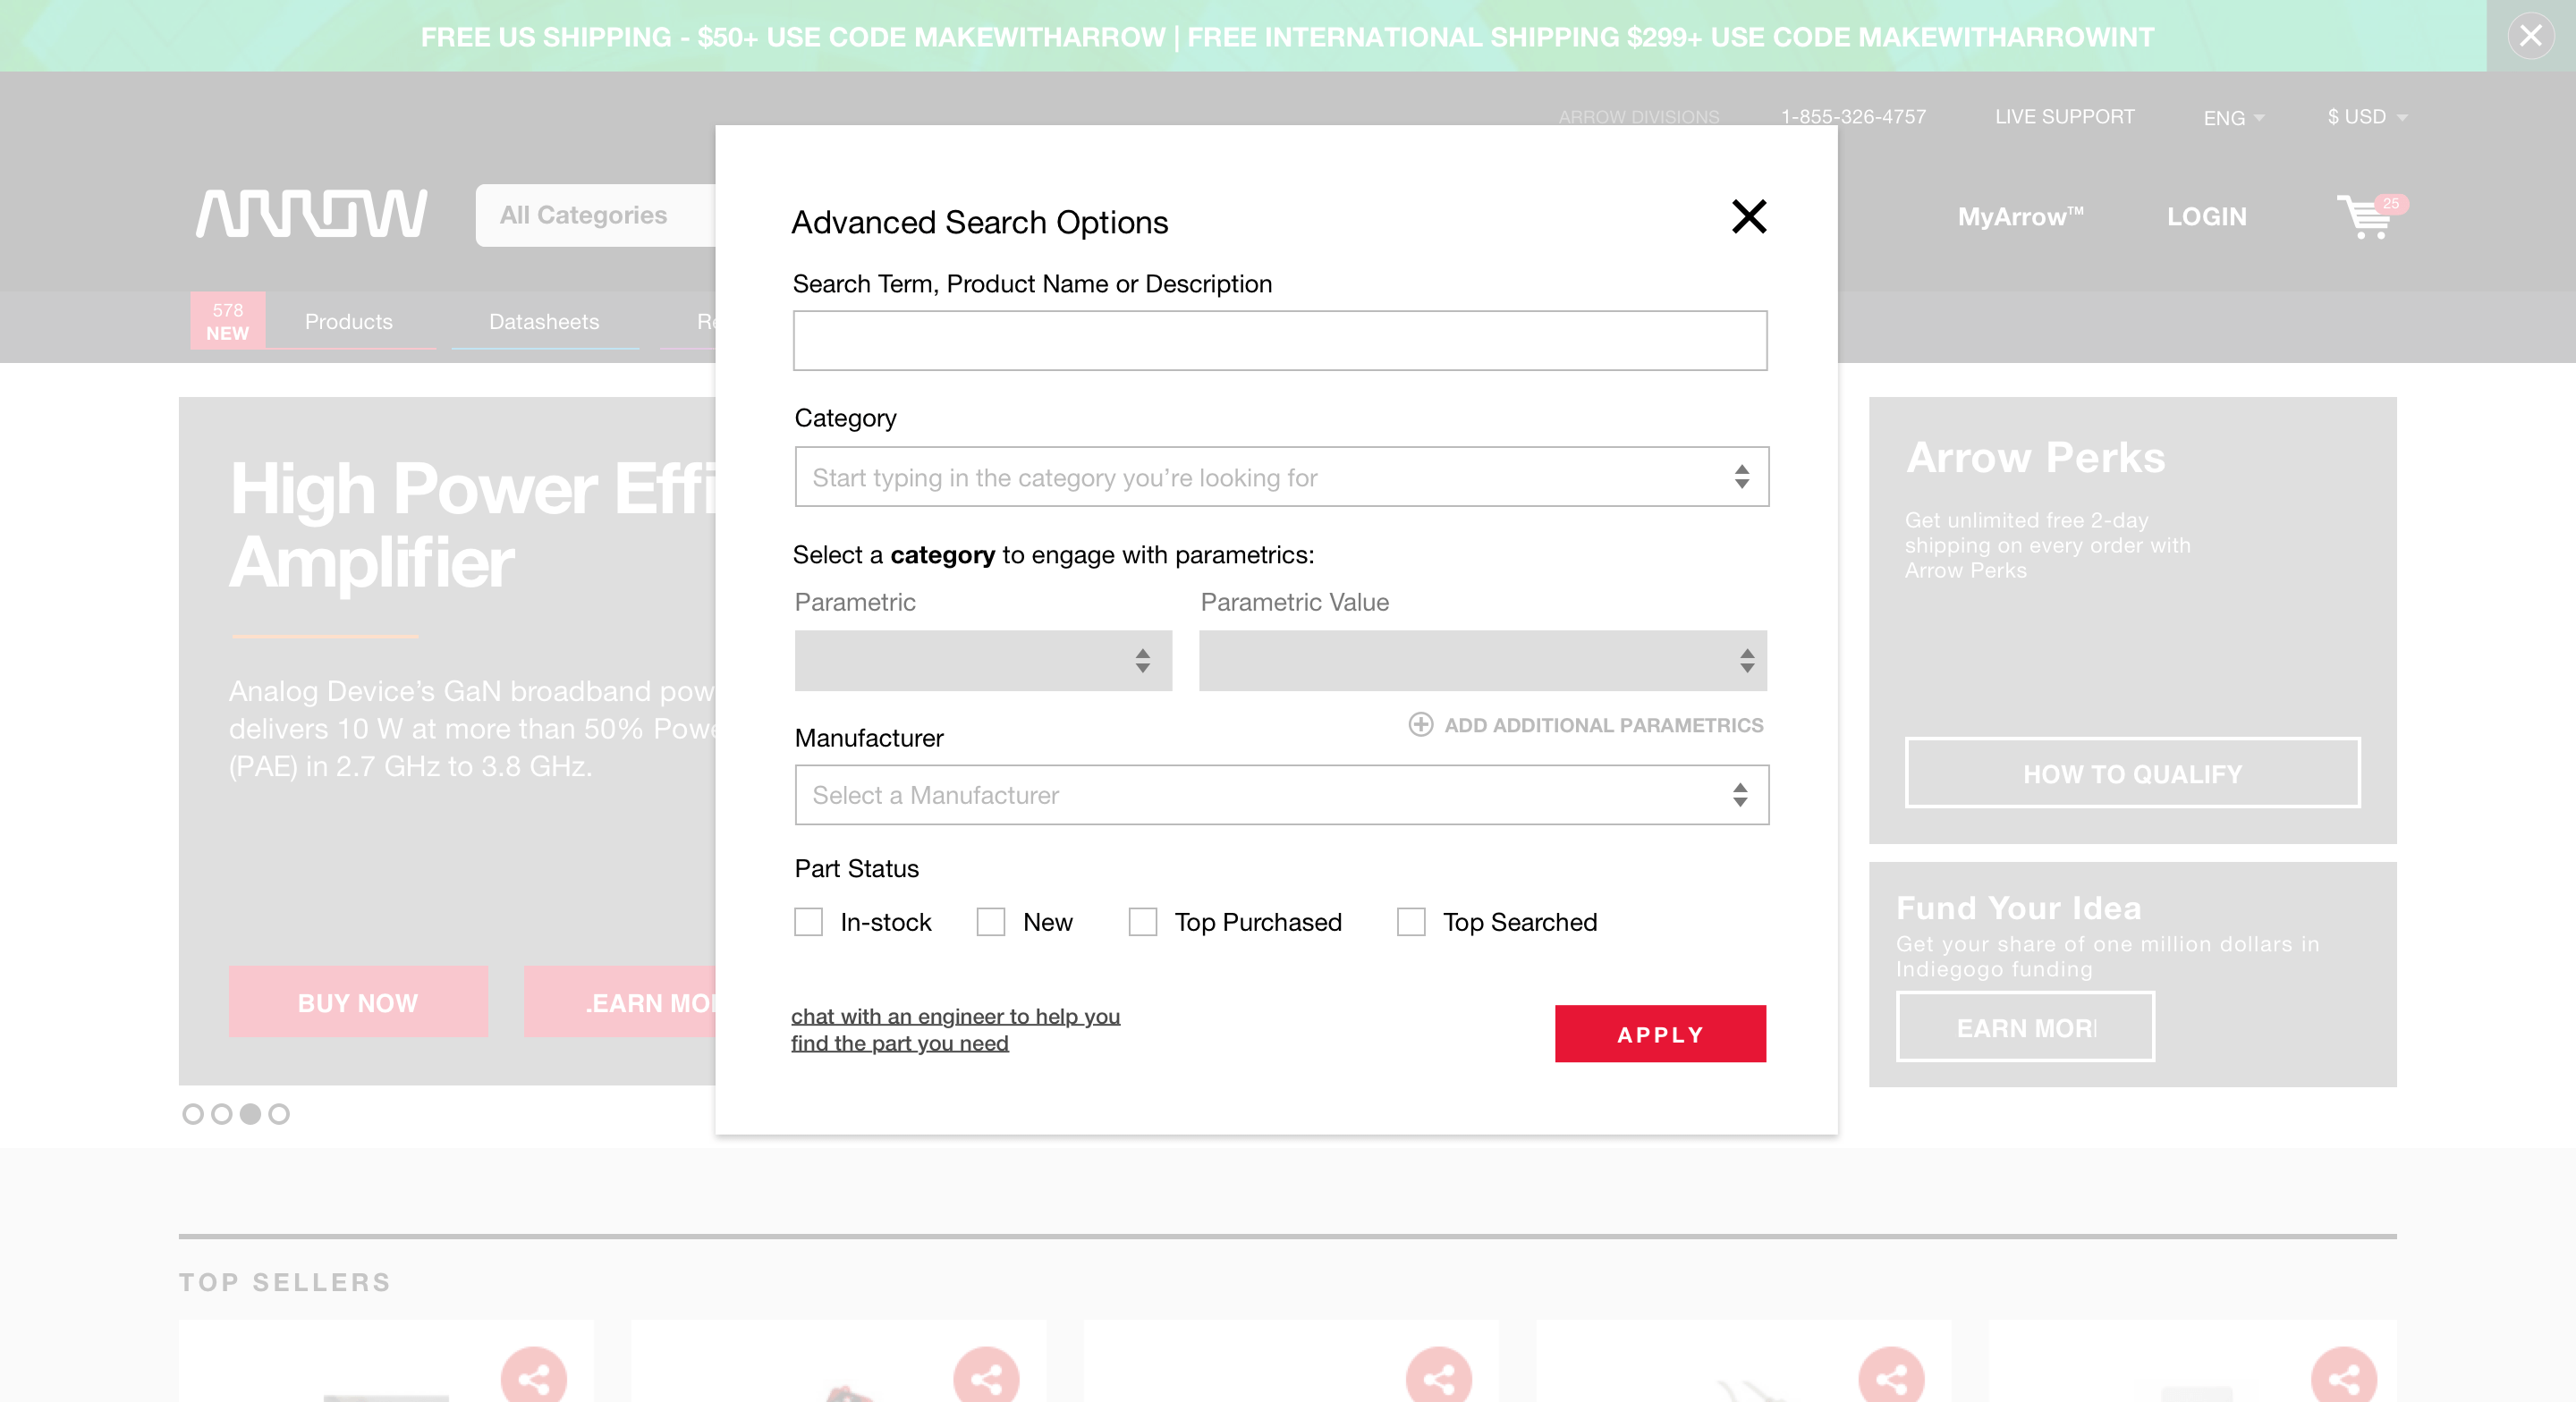 FREE US SHIPPING - $50+ USE CODE MAKEWITHARROW | FREE INTERNATIONAL SHIPPING $299+ USE CODE MAKEWITHARROWINT
ARROW DIVISIONS
1-855-326-4757
LIVE SUPPORT
ENG
$ USD
ARROW
All Categories
MyArrow™
LOGIN
25
578
NEW
Products
Datasheets
Re
Advanced Search Options
Search Term, Product Name or Description
Category
Start typing in the category you’re looking for
Select a category to engage with parametrics:
Parametric
Parametric Value
ADD ADDITIONAL PARAMETRICS
Manufacturer
Select a Manufacturer
Part Status
In-stock
New
Top Purchased
Top Searched
chat with an engineer to help you
find the part you need
APPLY
High Power Effi
Amplifier
Analog Device’s GaN broadband pow
delivers 10 W at more than 50% Powe
(PAE) in 2.7 GHz to 3.8 GHz.
BUY NOW
EARN MO
Arrow Perks
Get unlimited free 2-day
shipping on every order with
Arrow Perks
HOW TO QUALIFY
Fund Your Idea
Get your share of one million dollars in
Indiegogo funding
EARN MOR
TOP SELLERS